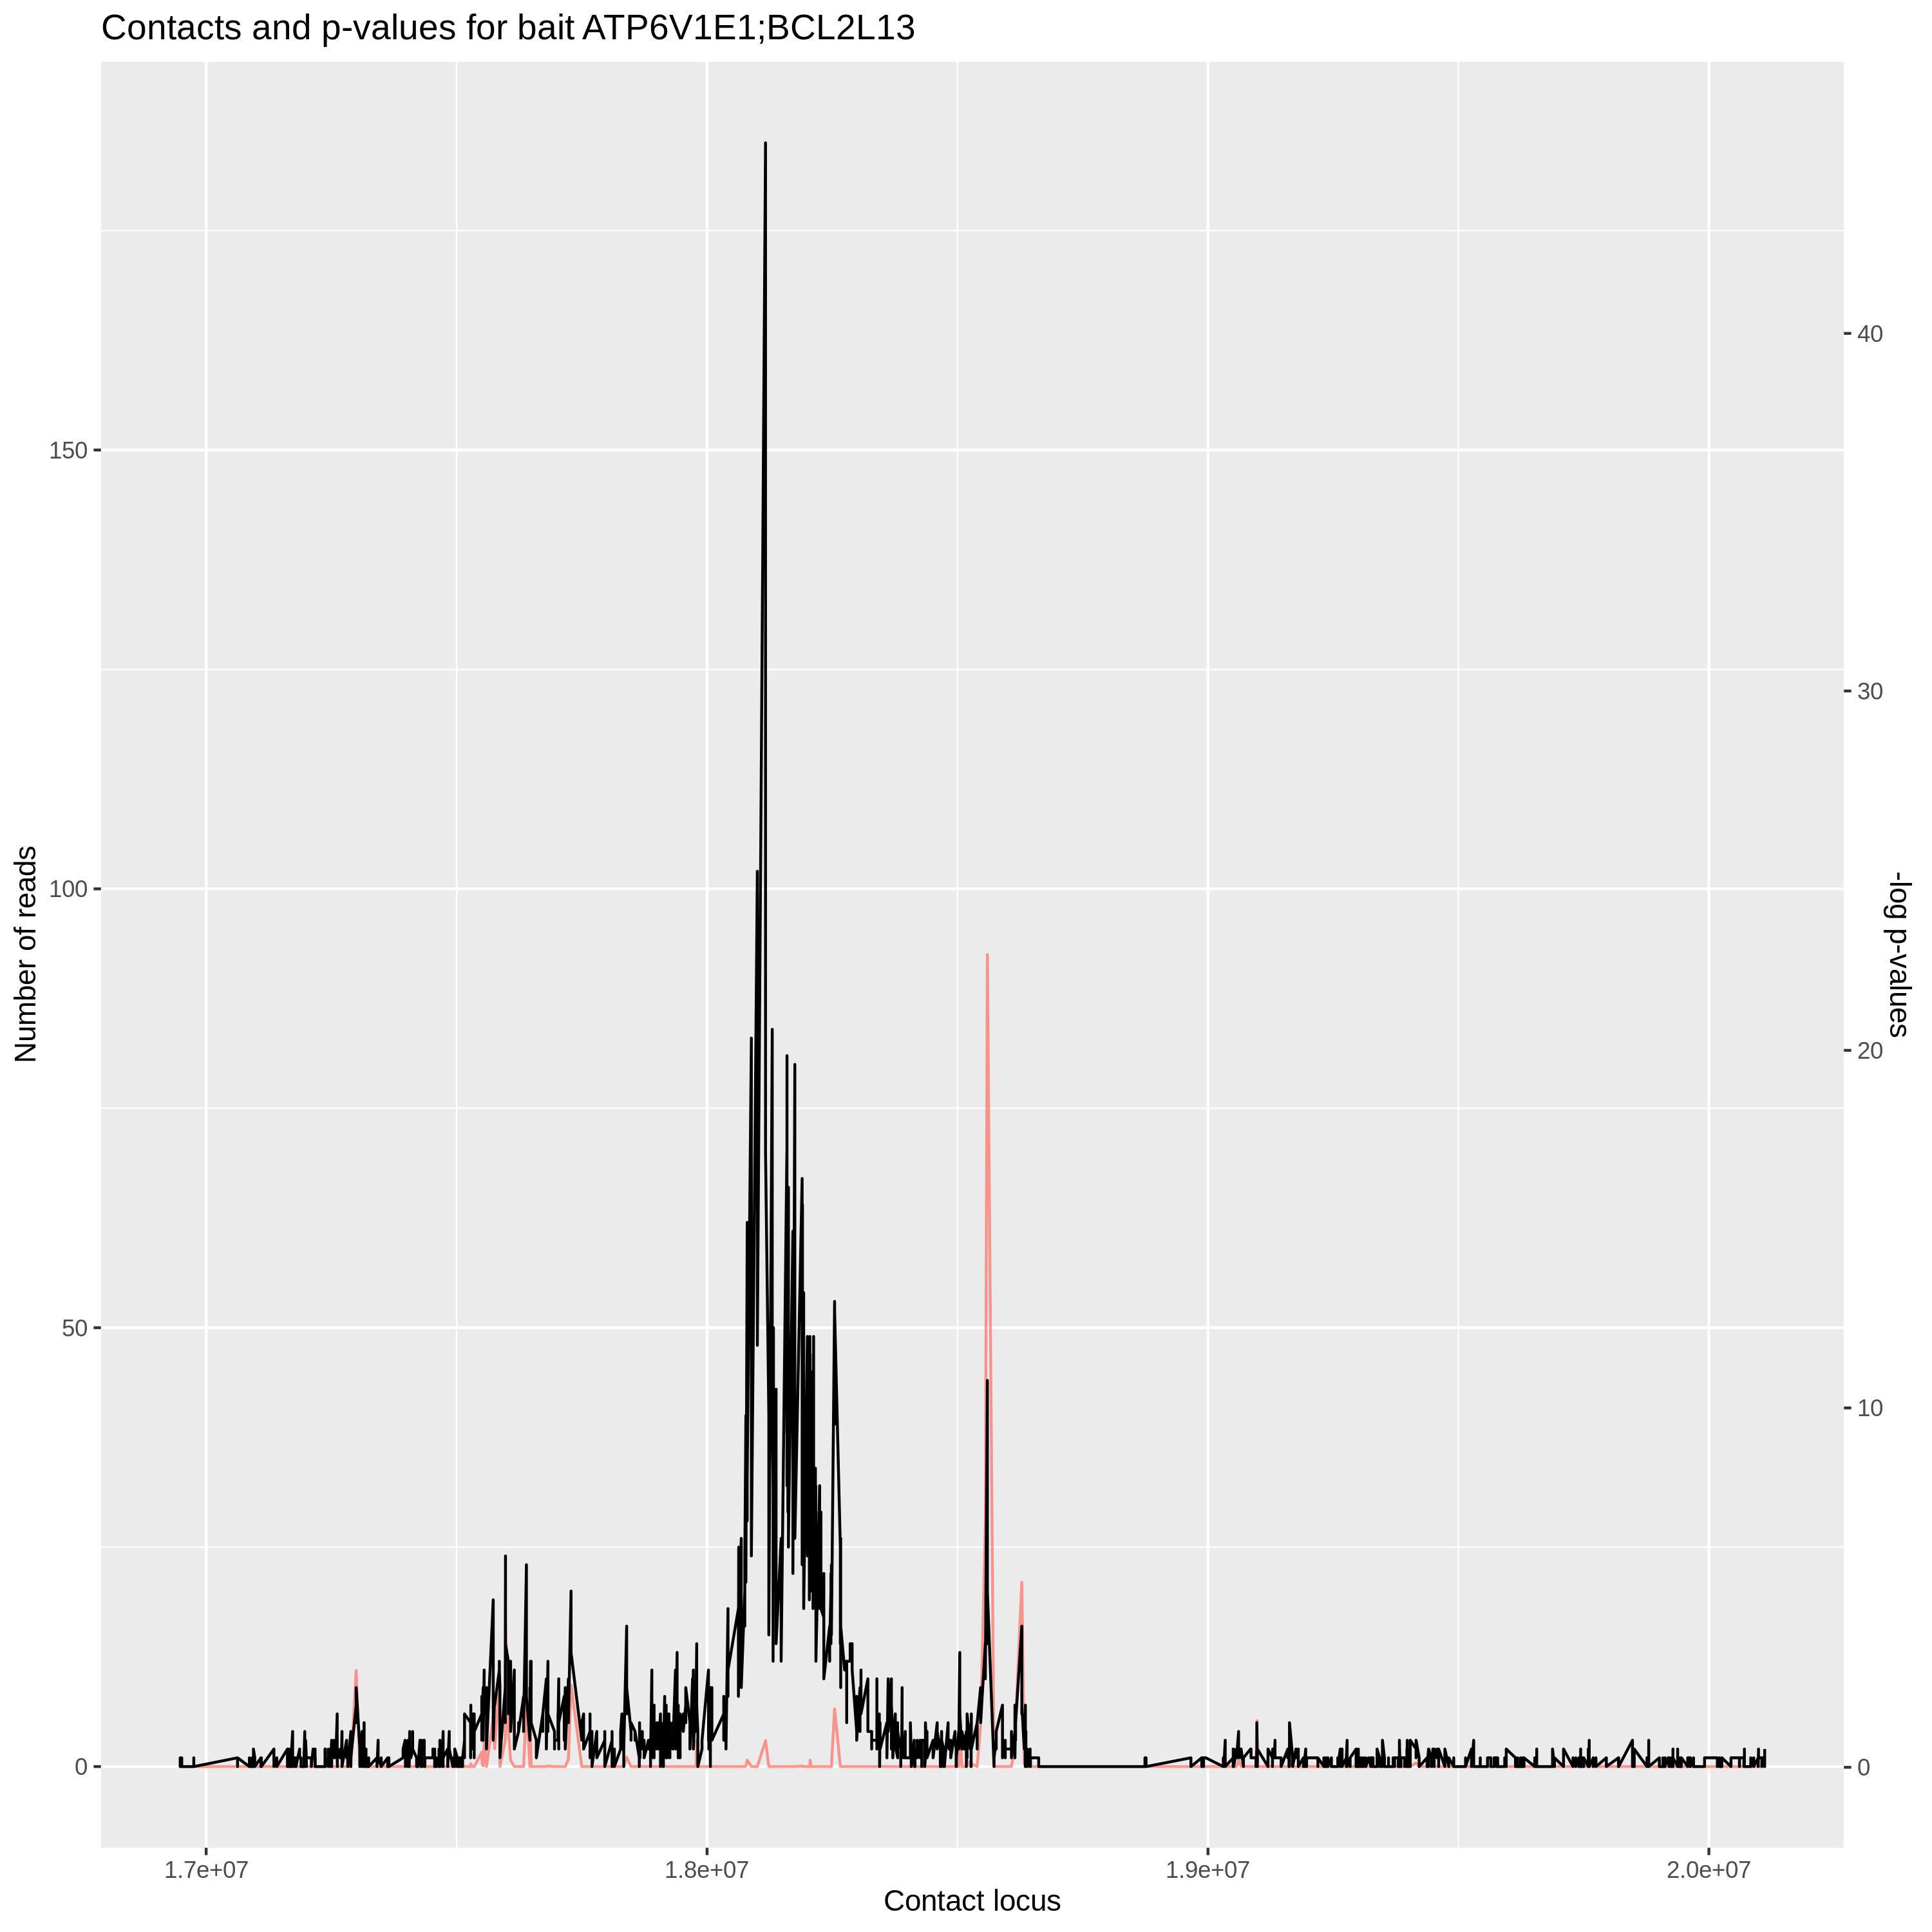 Contacts and p-values for bait ATP6V1E1;BCL2L13
Number of reads
150
100
50
0
40
30
20
10
0
-log p-values
1.7e+07
1.8e+07
1.9e+07
2.0e+07
Contact locus